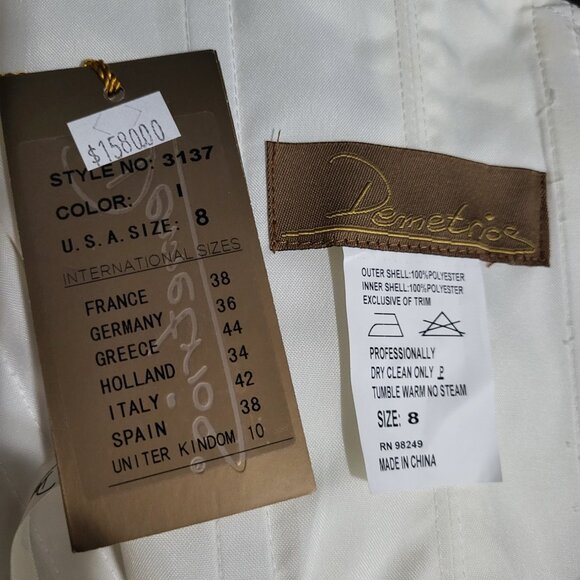 $1580.00
STYLE NO: 3137
COLOR: I
U.S.A. SIZE: 8
INTERNATIONAL SIZES
FRANCE 38
GERMANY 36
GREECE 44
HOLLAND 34
ITALY 42
SPAIN 38
UNITER KINDOM 10
Demetrios
Demetrios
OUTER SHELL:100%POLYESTER
INNER SHELL:100%POLYESTER
EXCLUSIVE OF TRIM
PROFESSIONALLY
DRY CLEAN ONLY P
TUMBLE WARM NO STEAM
SIZE: 8
RN 98249
MADE IN CHINA